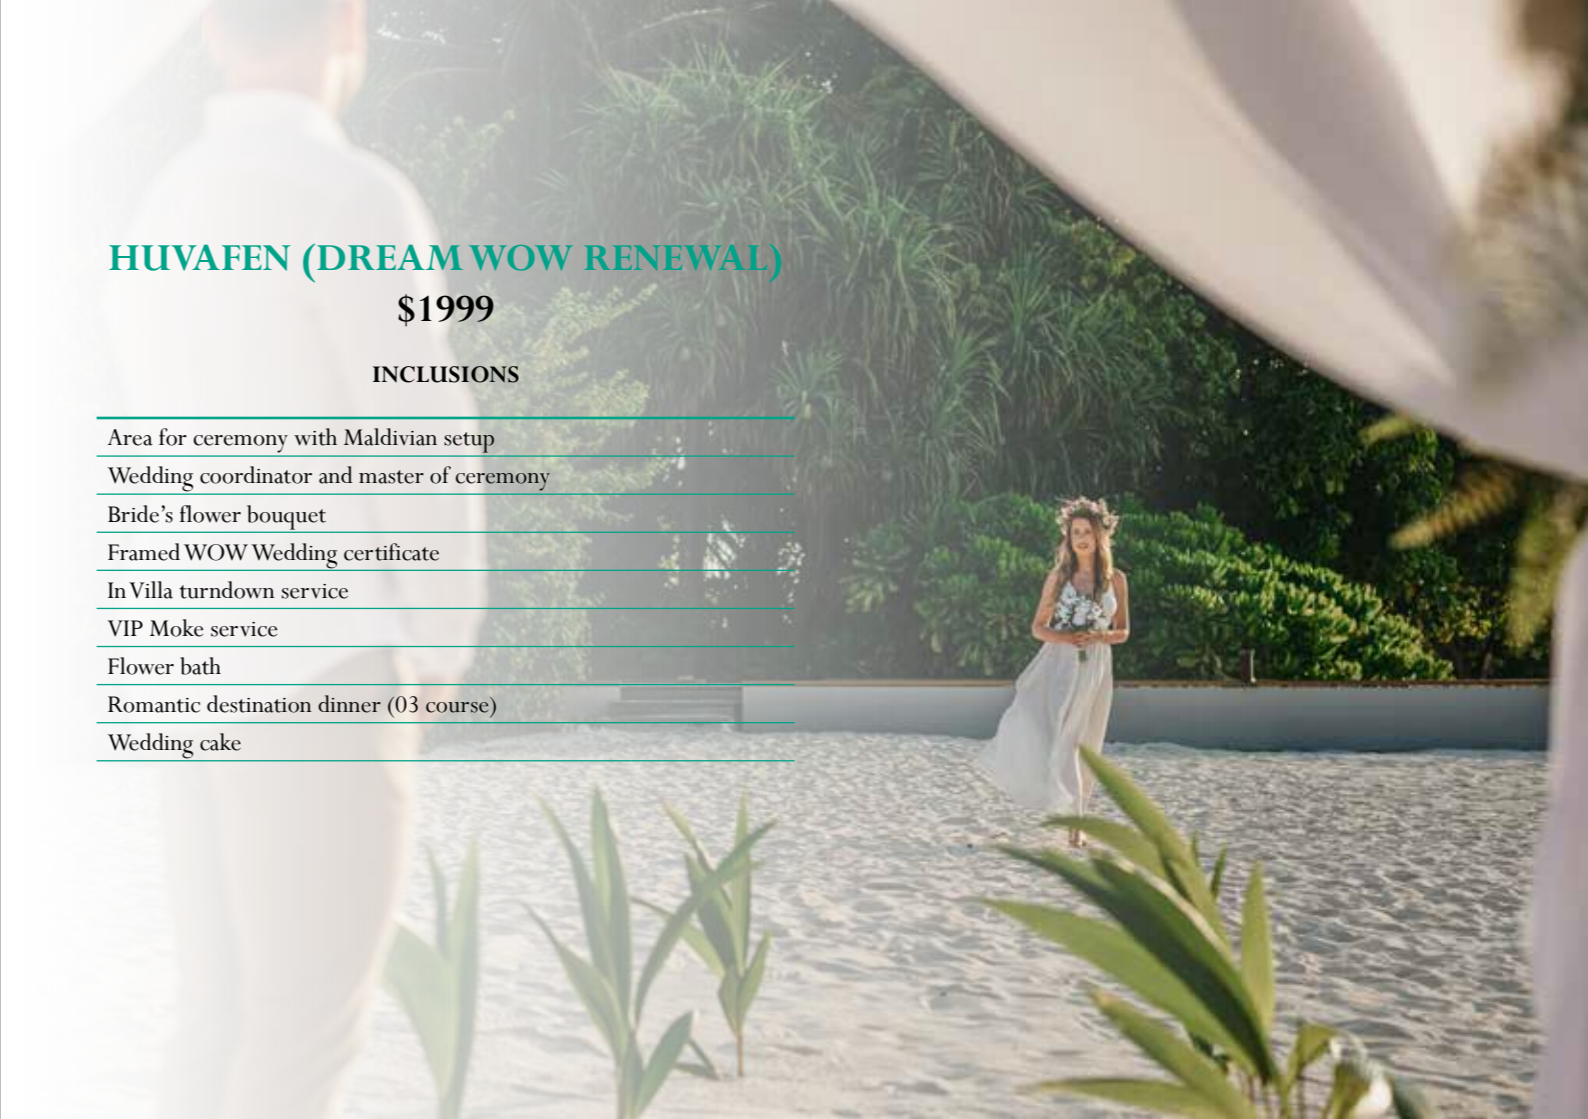 HUVAFEN (DREAM WOW RENEWAL)
$1999
INCLUSIONS
Area for ceremony with Maldivian setup
Wedding coordinator and master of ceremony
Bride’s flower bouquet
Framed WOW Wedding certificate
In Villa turndown service
VIP Moke service
Flower bath
Romantic destination dinner (03 course)
Wedding cake